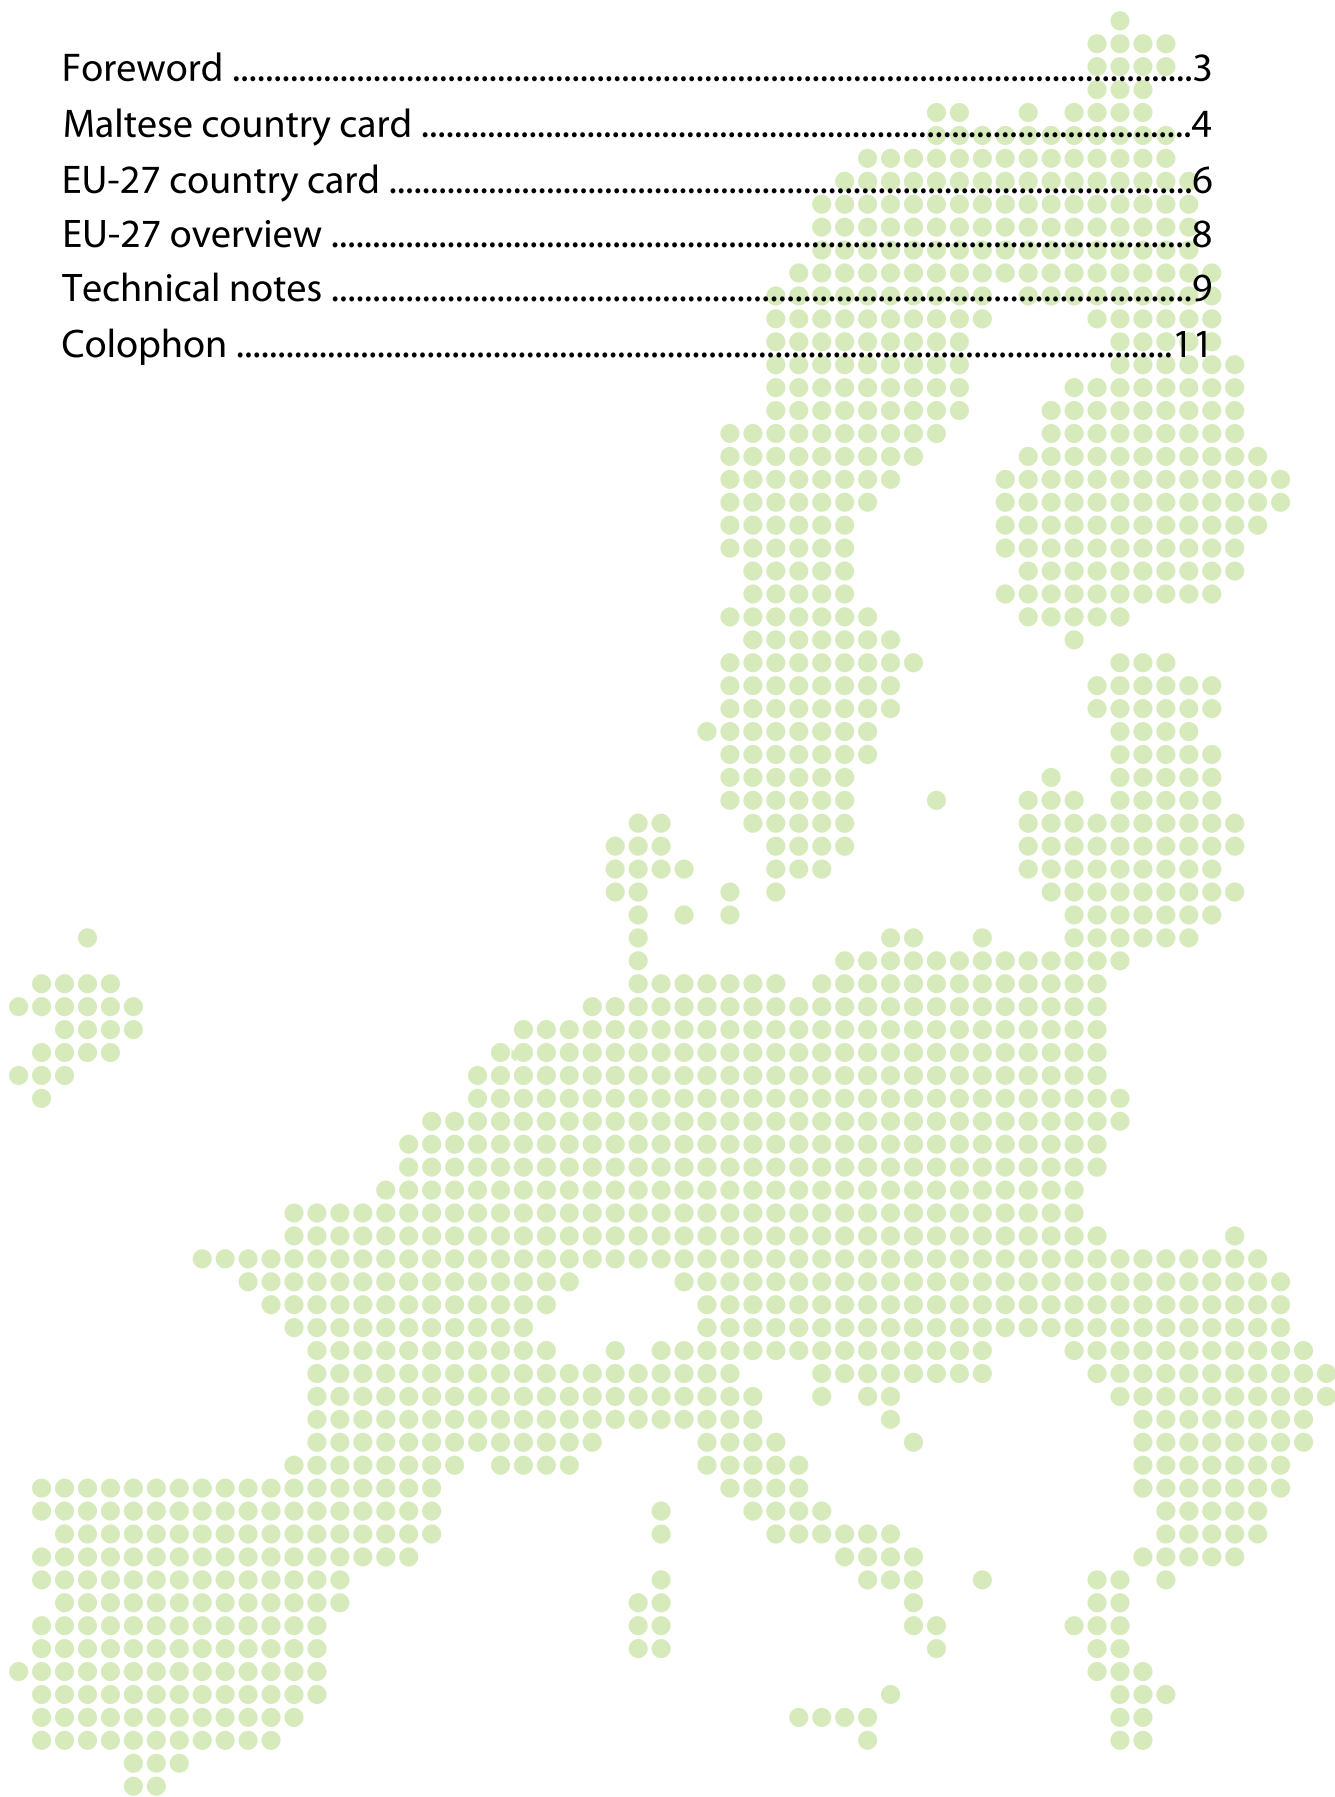 Foreword ........................................................................................................................3
Maltese country card ................................................................................................4
EU-27 country card ....................................................................................................6
EU-27 overview ...........................................................................................................8
Technical notes ...........................................................................................................9
Colophon .....................................................................................................................11